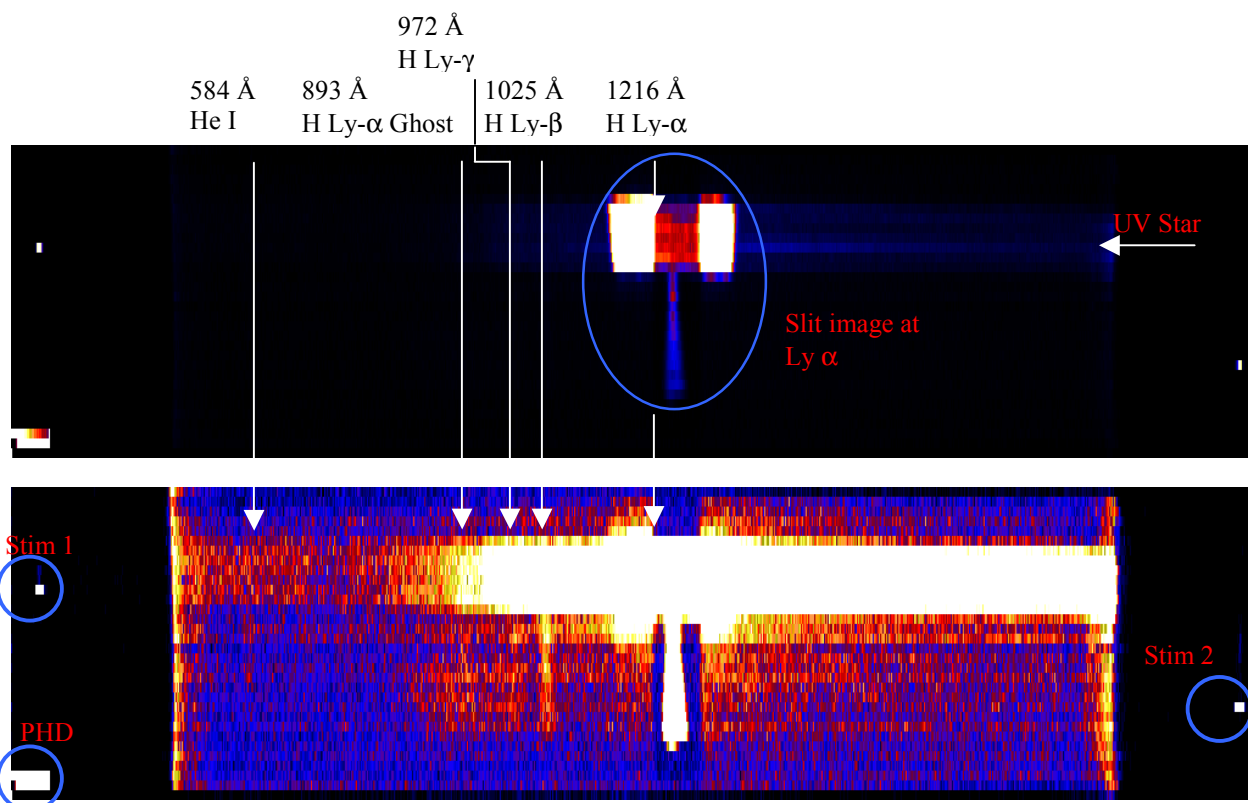 972 Å
H Ly-γ
584 Å
He I
893 Å
H Ly-α Ghost
1025 Å
H Ly-β
1216 Å
H Ly-α
UV Star
Slit image at
Ly α
Stim 1
Stim 2
PHD